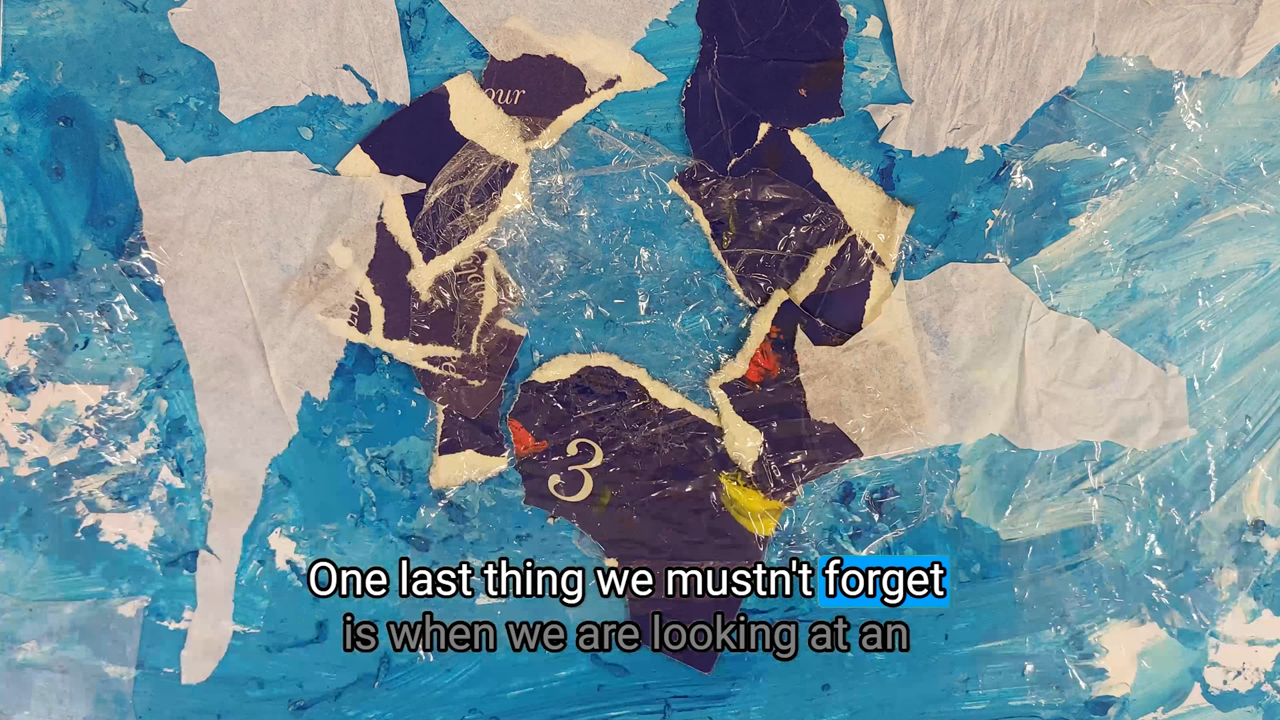 our
3
One last thing we mustn't forget
is when we are looking at an